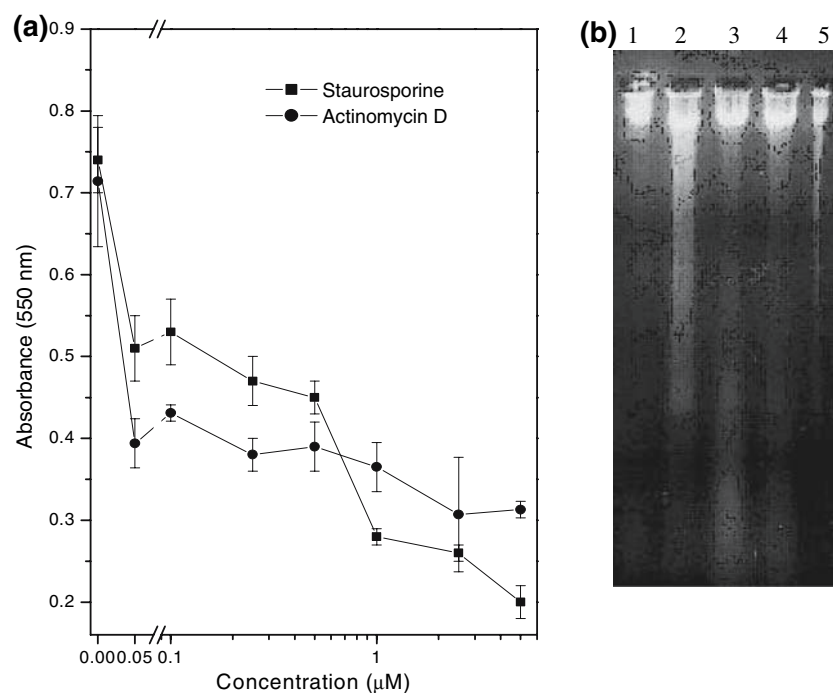 (a)
Staurosporine
Actinomycin D
0.9
0.8
0.7
0.6
0.5
0.4
0.3
0.2
Absorbance (550 nm)
0.00 0.05 0.1 1
Concentration (μM)
(b) 1 2 3 4 5